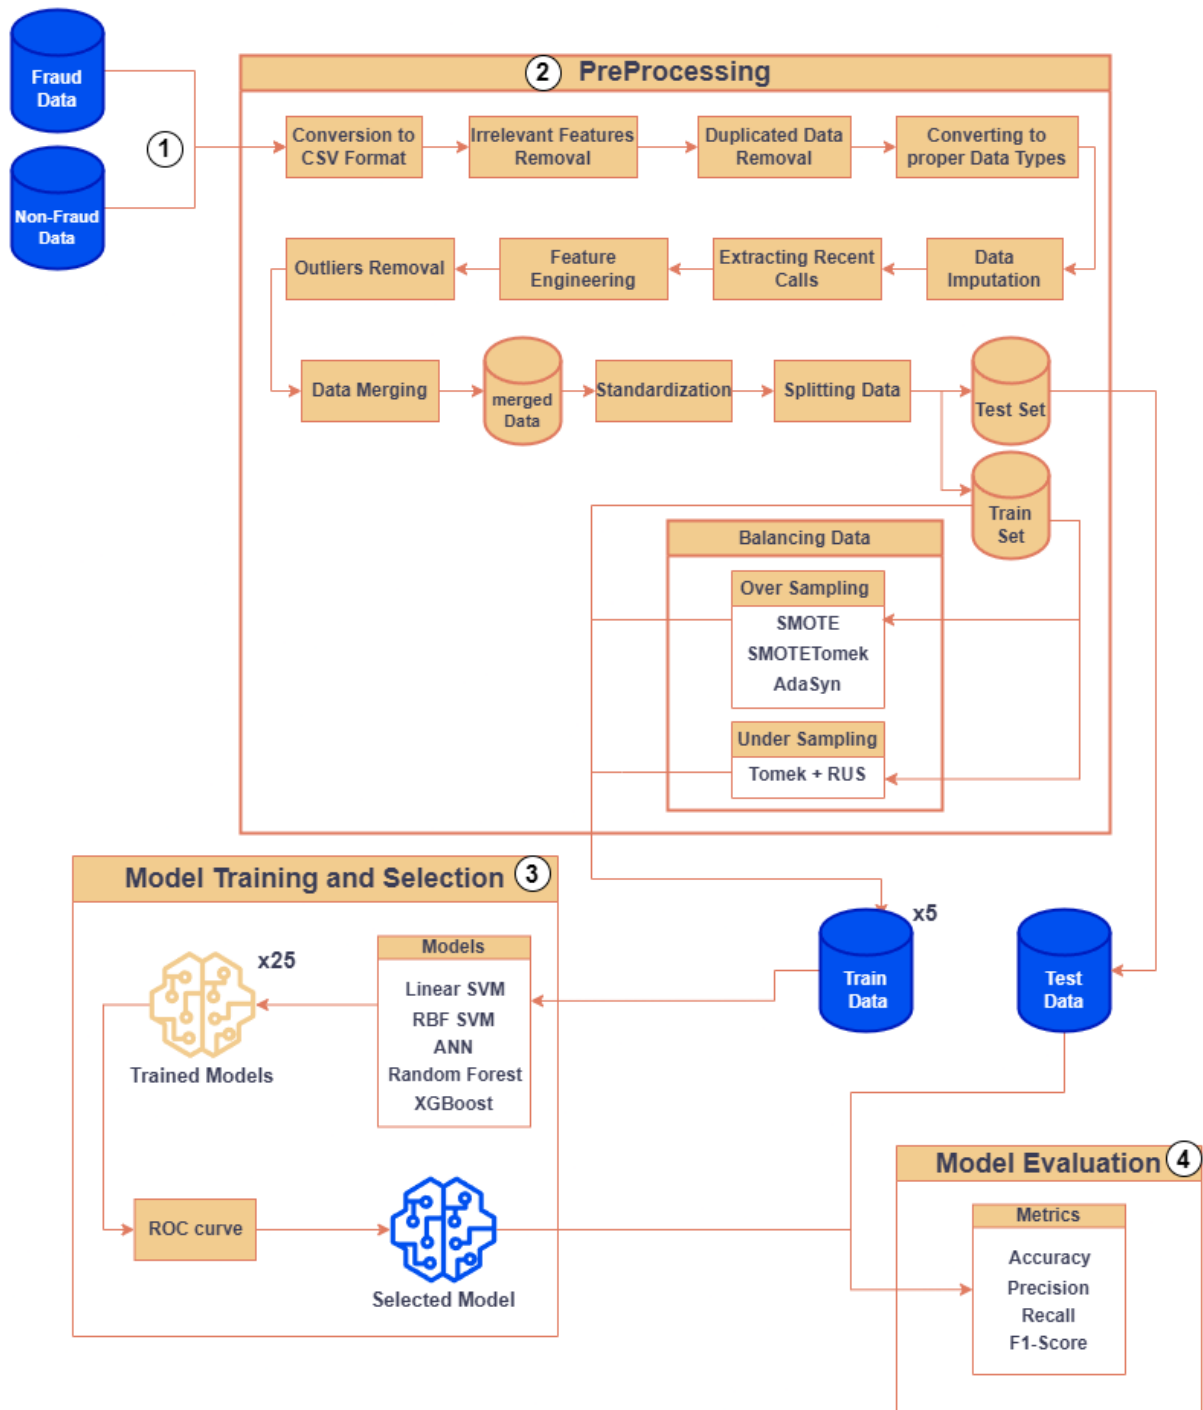 Fraud
Data
1
Non-Fraud
Data
2 PreProcessing
Conversion to
CSV Format
Irrelevant Features
Removal
Duplicated Data
Removal
Converting to
proper Data Types
Outliers Removal
Feature
Engineering
Extracting Recent
Calls
Data
Imputation
Data Merging
merged
Data
Standardization
Splitting Data
Test Set
Train
Set
Balancing Data
Over Sampling
SMOTE
SMOTETomek
AdaSyn
Under Sampling
Tomek + RUS
Model Training and Selection 3
x25
Trained Models
Models
Linear SVM
RBF SVM
ANN
Random Forest
XGBoost
x5
Train
Data
Test
Data
ROC curve
Selected Model
Model Evaluation 4
Metrics
Accuracy
Precision
Recall
F1-Score